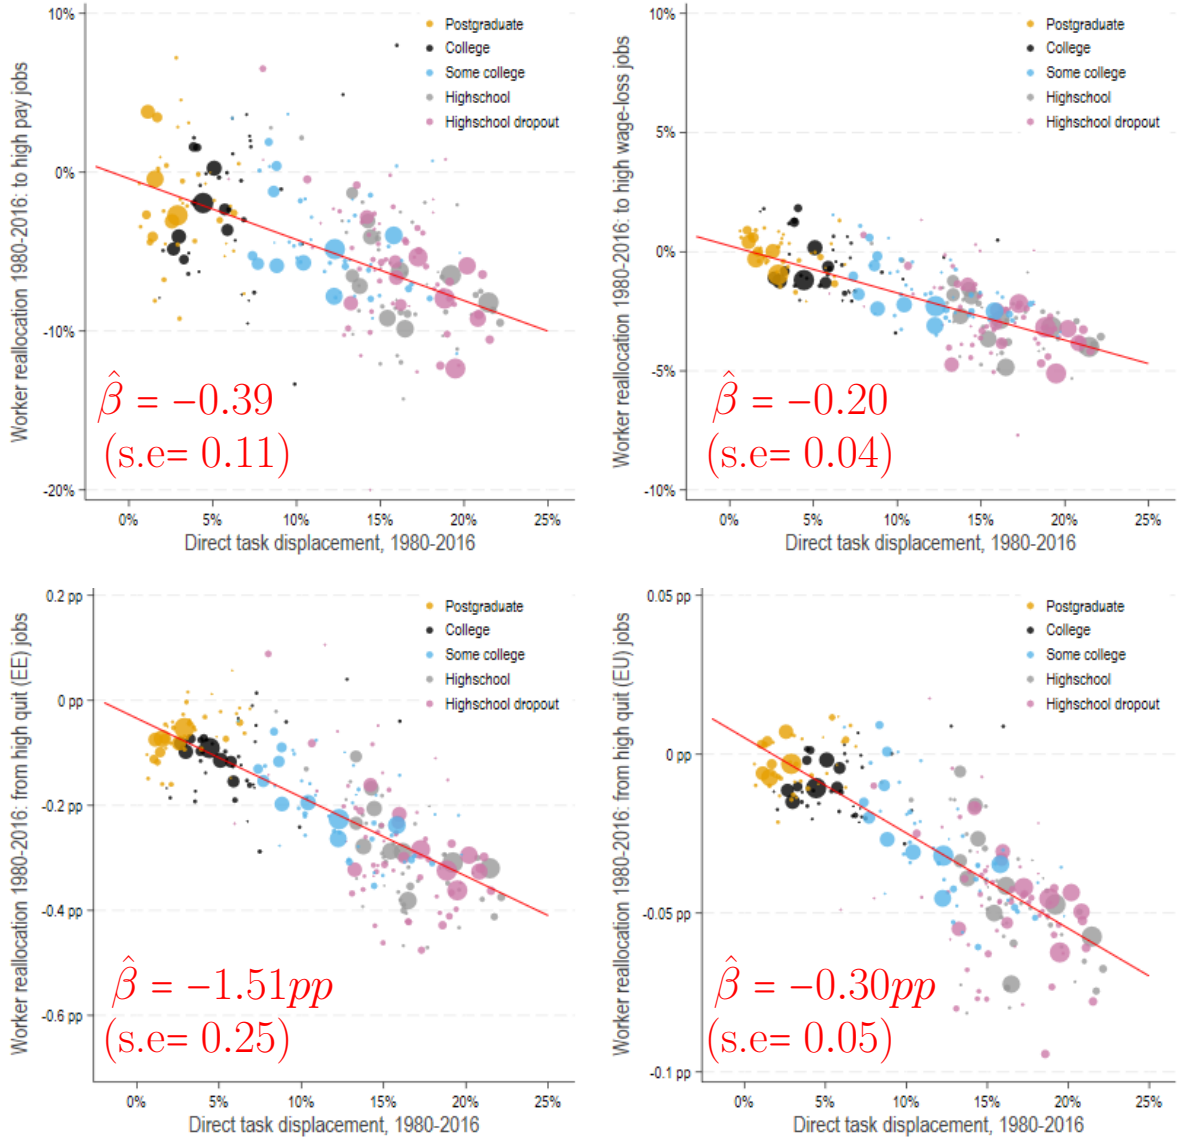 Worker reallocation 1980-2016: to high pay jobs
10%
0%
-10%
-20%
Postgraduate
College
Some college
Highschool
Highschool dropout
β̂ = −0.39
(s.e= 0.11)
0% 5% 10% 15% 20% 25%
Direct task displacement, 1980-2016
Worker reallocation 1980-2016: to high wage-loss jobs
10%
5%
0%
-5%
-10%
Postgraduate
College
Some college
Highschool
Highschool dropout
β̂ = −0.20
(s.e= 0.04)
0% 5% 10% 15% 20% 25%
Direct task displacement, 1980-2016
Worker reallocation 1980-2016: from high quit (EE) jobs
0.2 pp
0 pp
-0.2 pp
-0.4 pp
-0.6 pp
Postgraduate
College
Some college
Highschool
Highschool dropout
β̂ = −1.51pp
(s.e= 0.25)
0% 5% 10% 15% 20% 25%
Direct task displacement, 1980-2016
Worker reallocation 1980-2016: from high quit (EU) jobs
0.05 pp
0 pp
-0.05 pp
-0.1 pp
Postgraduate
College
Some college
Highschool
Highschool dropout
β̂ = −0.30pp
(s.e= 0.05)
0% 5% 10% 15% 20% 25%
Direct task displacement, 1980-2016